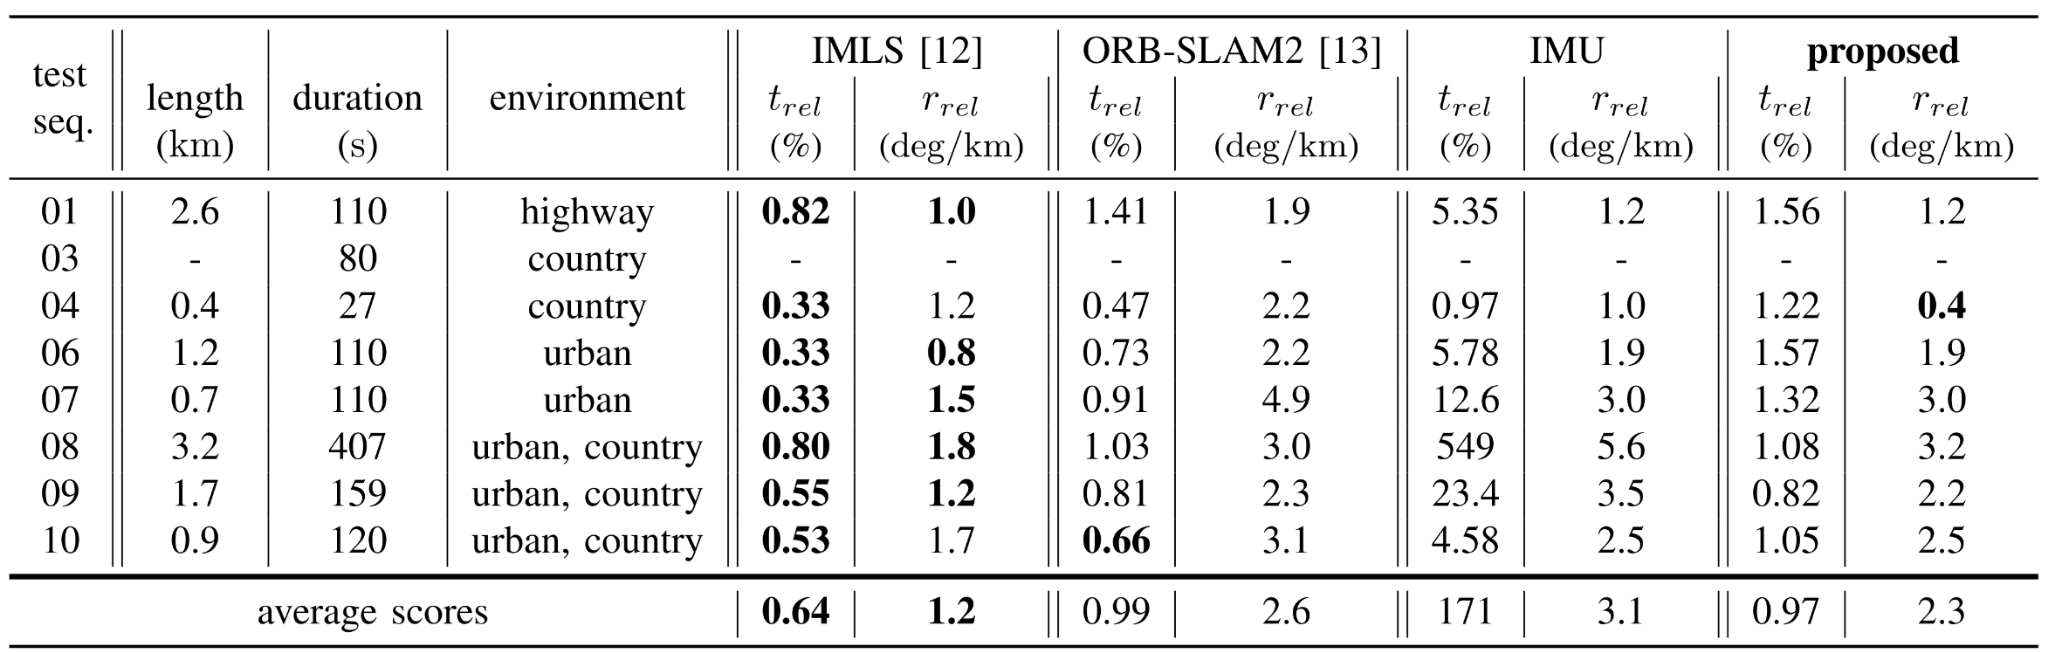 IMLS [12] ORB-SLAM2 [13] IMU proposed
test seq. length duration environment t_rel r_rel t_rel r_rel t_rel r_rel t_rel r_rel
(km) (s) (%) (deg/km) (%) (deg/km) (%) (deg/km) (%) (deg/km)
01 2.6 110 highway 0.82 1.0 1.41 1.9 5.35 1.2 1.56 1.2
03 - 80 country - - - - - - - -
04 0.4 27 country 0.33 1.2 0.47 2.2 0.97 1.0 1.22 0.4
06 1.2 110 urban 0.33 0.8 0.73 2.2 5.78 1.9 1.57 1.9
07 0.7 110 urban 0.33 1.5 0.91 4.9 12.6 3.0 1.32 3.0
08 3.2 407 urban, country 0.80 1.8 1.03 3.0 549 5.6 1.08 3.2
09 1.7 159 urban, country 0.55 1.2 0.81 2.3 23.4 3.5 0.82 2.2
10 0.9 120 urban, country 0.53 1.7 0.66 3.1 4.58 2.5 1.05 2.5
average scores 0.64 1.2 0.99 2.6 171 3.1 0.97 2.3